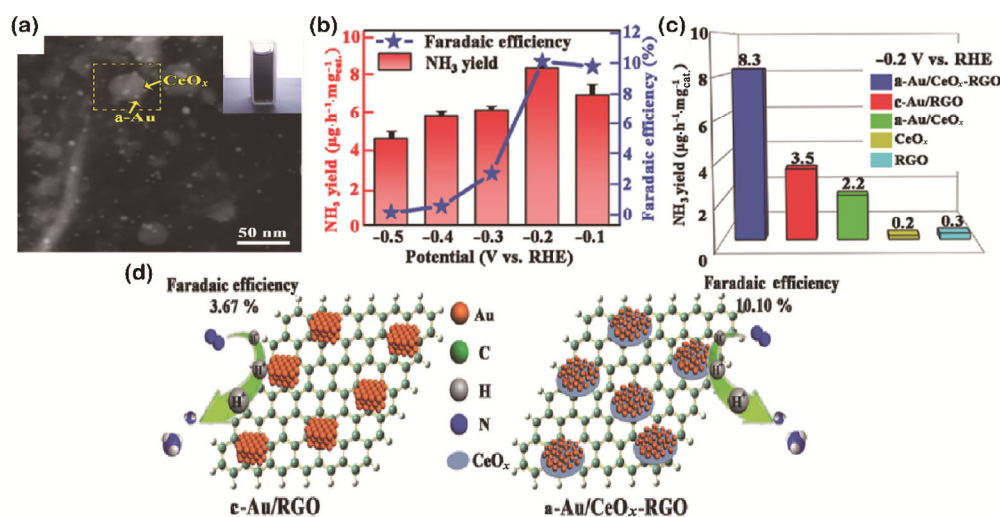 (a)
CeOₓ
a-Au
50 nm
(b)
Faradaic efficiency
NH₃ yield
NH₃ yield (μg·h⁻¹·mg⁻¹cat.)
10
8
6
4
2
0
12
10
8
6
4
2
0
Faradaic efficiency (%)
−0.5 −0.4 −0.3 −0.2 −0.1
Potential (V vs. RHE)
(c)
−0.2 V vs. RHE
a-Au/CeOₓ-RGO
c-Au/RGO
a-Au/CeOₓ
CeOₓ
RGO
NH₃ yield (μg·h⁻¹·mg⁻¹cat.)
10
8
6
4
2
0
8.3
3.5
2.2
0.2
0.3
(d)
Faradaic efficiency
3.67 %
H⁺
H⁺
Au
C
H
N
CeOₓ
Faradaic efficiency
10.10 %
H⁺
H⁺
c-Au/RGO
a-Au/CeOₓ-RGO